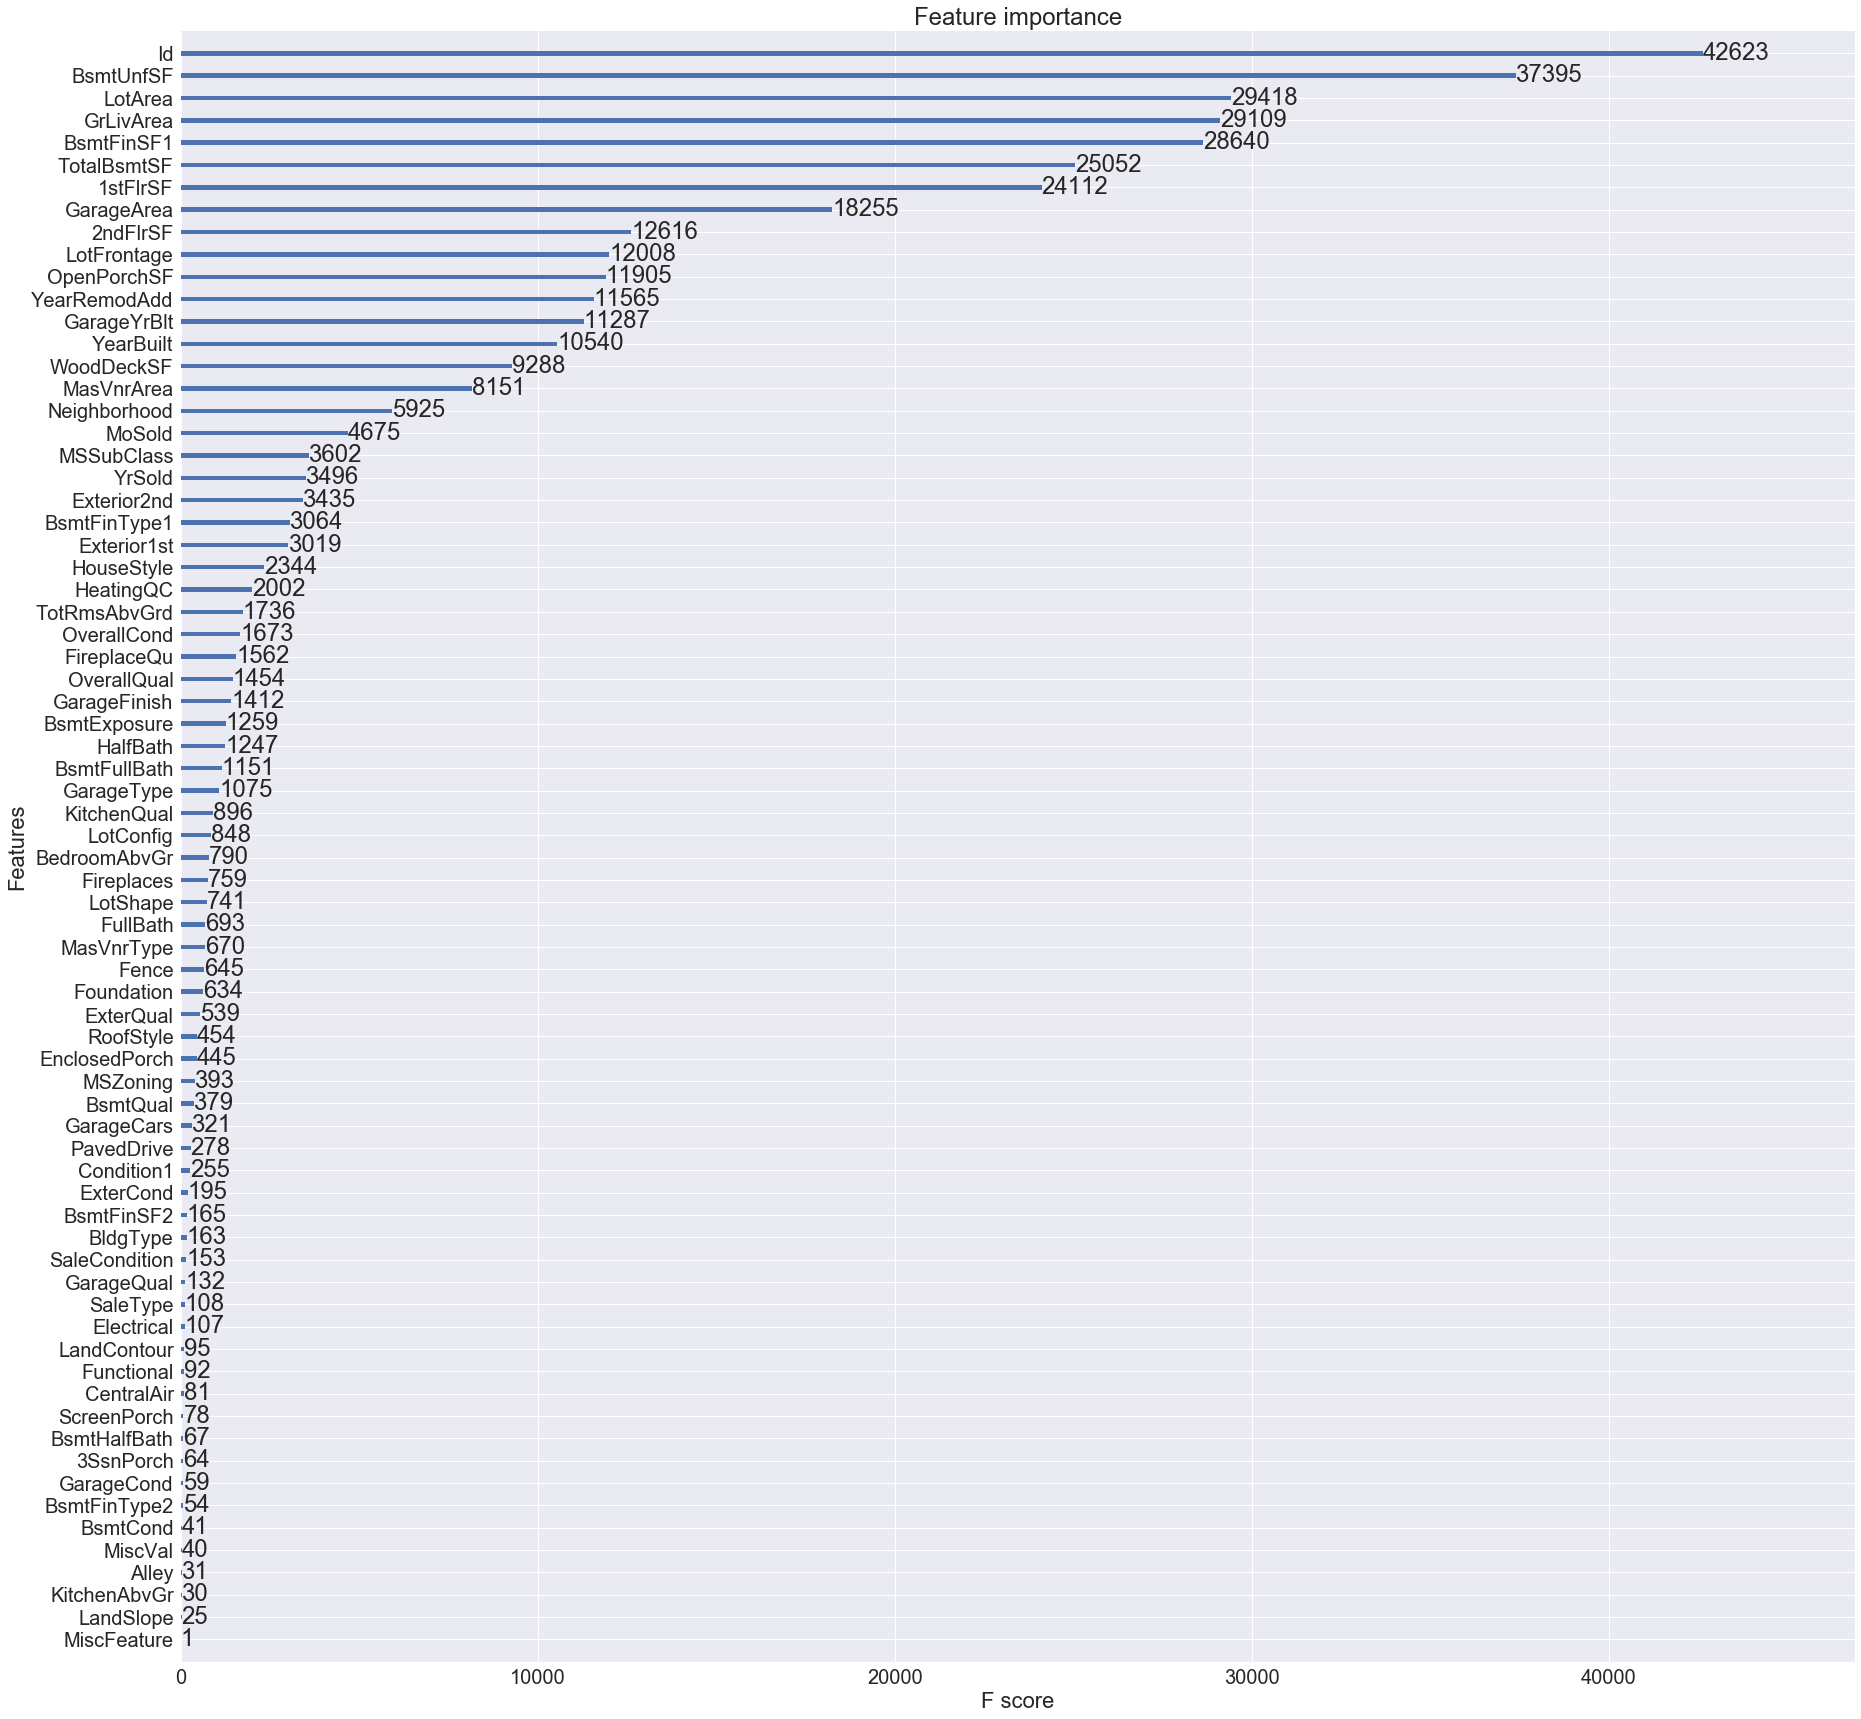 Feature importance
Id 42623
BsmtUnfSF 37395
LotArea 29418
GrLivArea 29109
BsmtFinSF1 28640
TotalBsmtSF 25052
1stFlrSF 24112
GarageArea 18255
2ndFlrSF 12616
LotFrontage 12008
OpenPorchSF 11905
YearRemodAdd 11565
GarageYrBlt 11287
YearBuilt 10540
WoodDeckSF 9288
MasVnrArea 8151
Neighborhood 5925
MoSold 4675
MSSubClass 3602
YrSold 3496
Exterior2nd 3435
BsmtFinType1 3064
Exterior1st 3019
HouseStyle 2344
HeatingQC 2002
TotRmsAbvGrd 1736
OverallCond 1673
FireplaceQu 1562
OverallQual 1454
GarageFinish 1412
BsmtExposure 1259
HalfBath 1247
BsmtFullBath 1151
GarageType 1075
KitchenQual 896
LotConfig 848
BedroomAbvGr 790
Fireplaces 759
LotShape 741
FullBath 693
MasVnrType 670
Fence 645
Foundation 634
ExterQual 539
RoofStyle 454
EnclosedPorch 445
MSZoning 393
BsmtQual 379
GarageCars 321
PavedDrive 278
Condition1 255
ExterCond 195
BsmtFinSF2 165
BldgType 163
SaleCondition 153
GarageQual 132
SaleType 108
Electrical 107
LandContour 95
Functional 92
CentralAir 81
ScreenPorch 78
BsmtHalfBath 67
3SsnPorch 64
GarageCond 59
BsmtFinType2 54
BsmtCond 41
MiscVal 40
Alley 31
KitchenAbvGr 30
LandSlope 25
MiscFeature 1
Features
0 10000 20000 30000 40000
F score